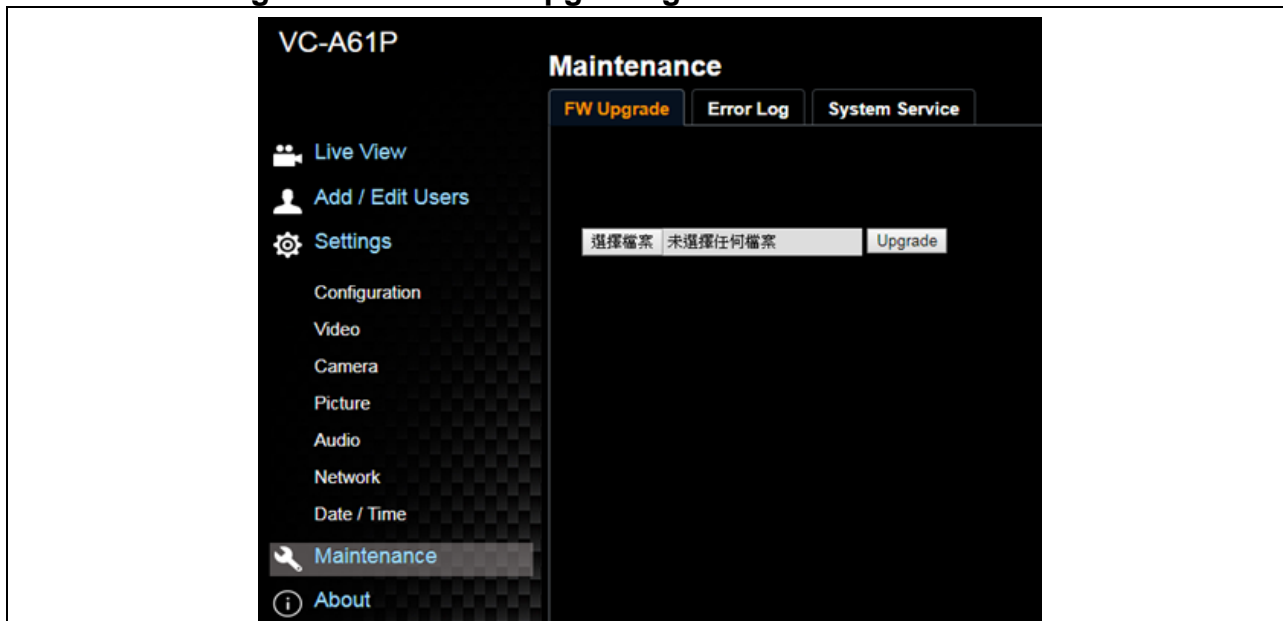 VC-A61P
Maintenance
FW Upgrade Error Log System Service
Live View
Add / Edit Users
Settings
選擇檔案 未選擇任何檔案 Upgrade
Configuration
Video
Camera
Picture
Audio
Network
Date / Time
Maintenance
About